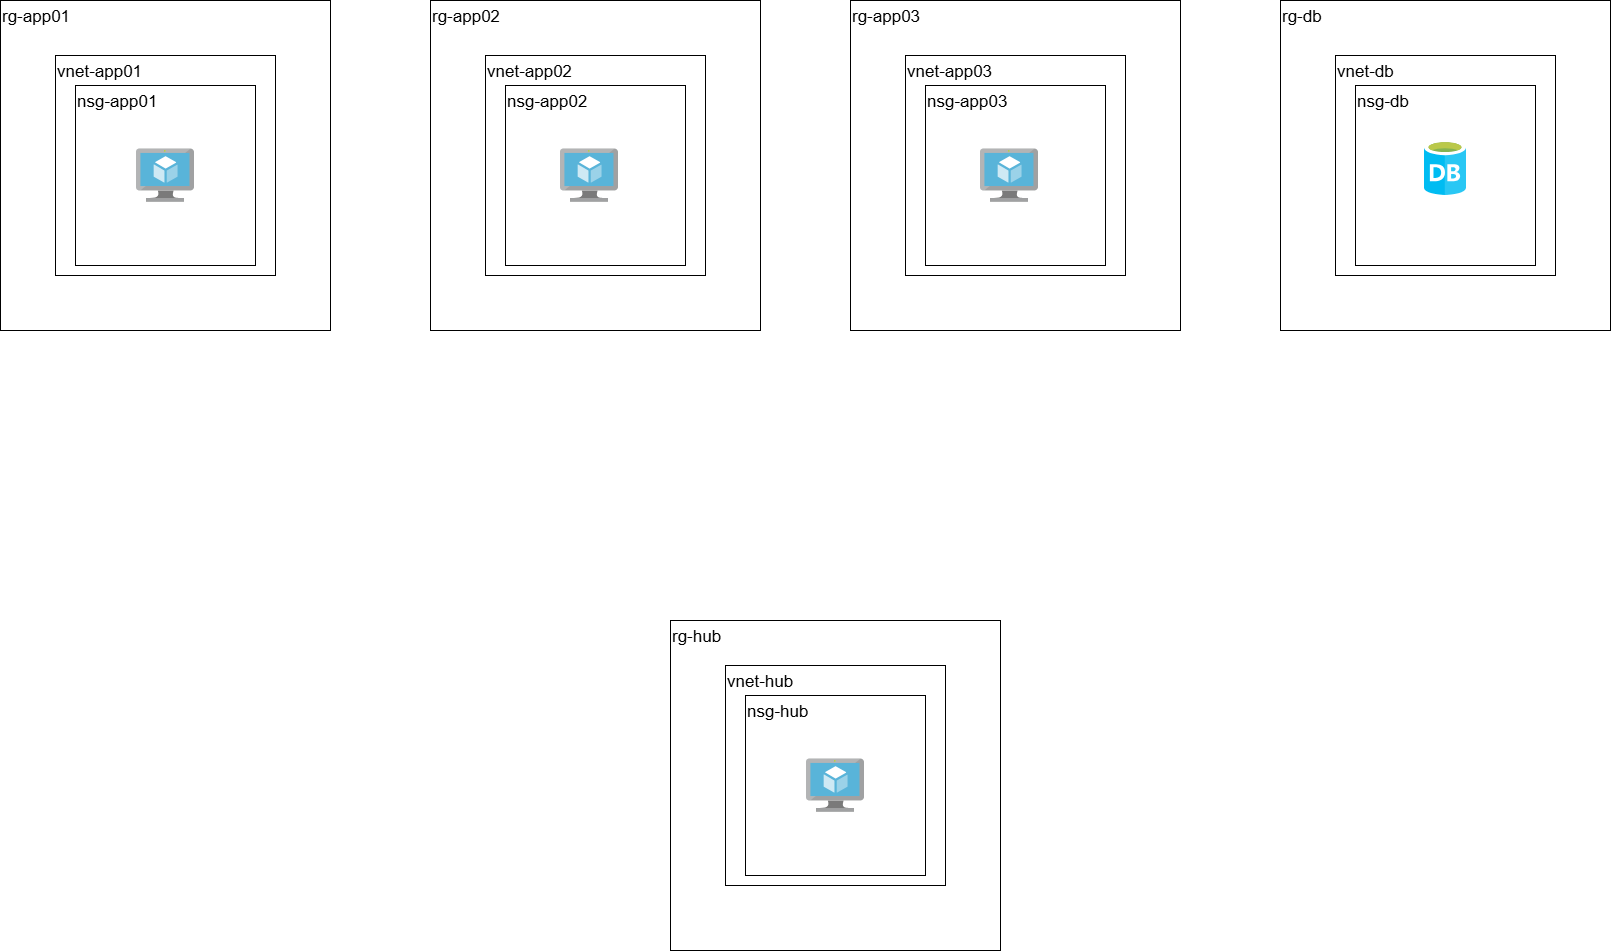 rg-app01
vnet-app01
nsg-app01
rg-app02
vnet-app02
nsg-app02
rg-app03
vnet-app03
nsg-app03
rg-db
vnet-db
nsg-db
DB
rg-hub
vnet-hub
nsg-hub